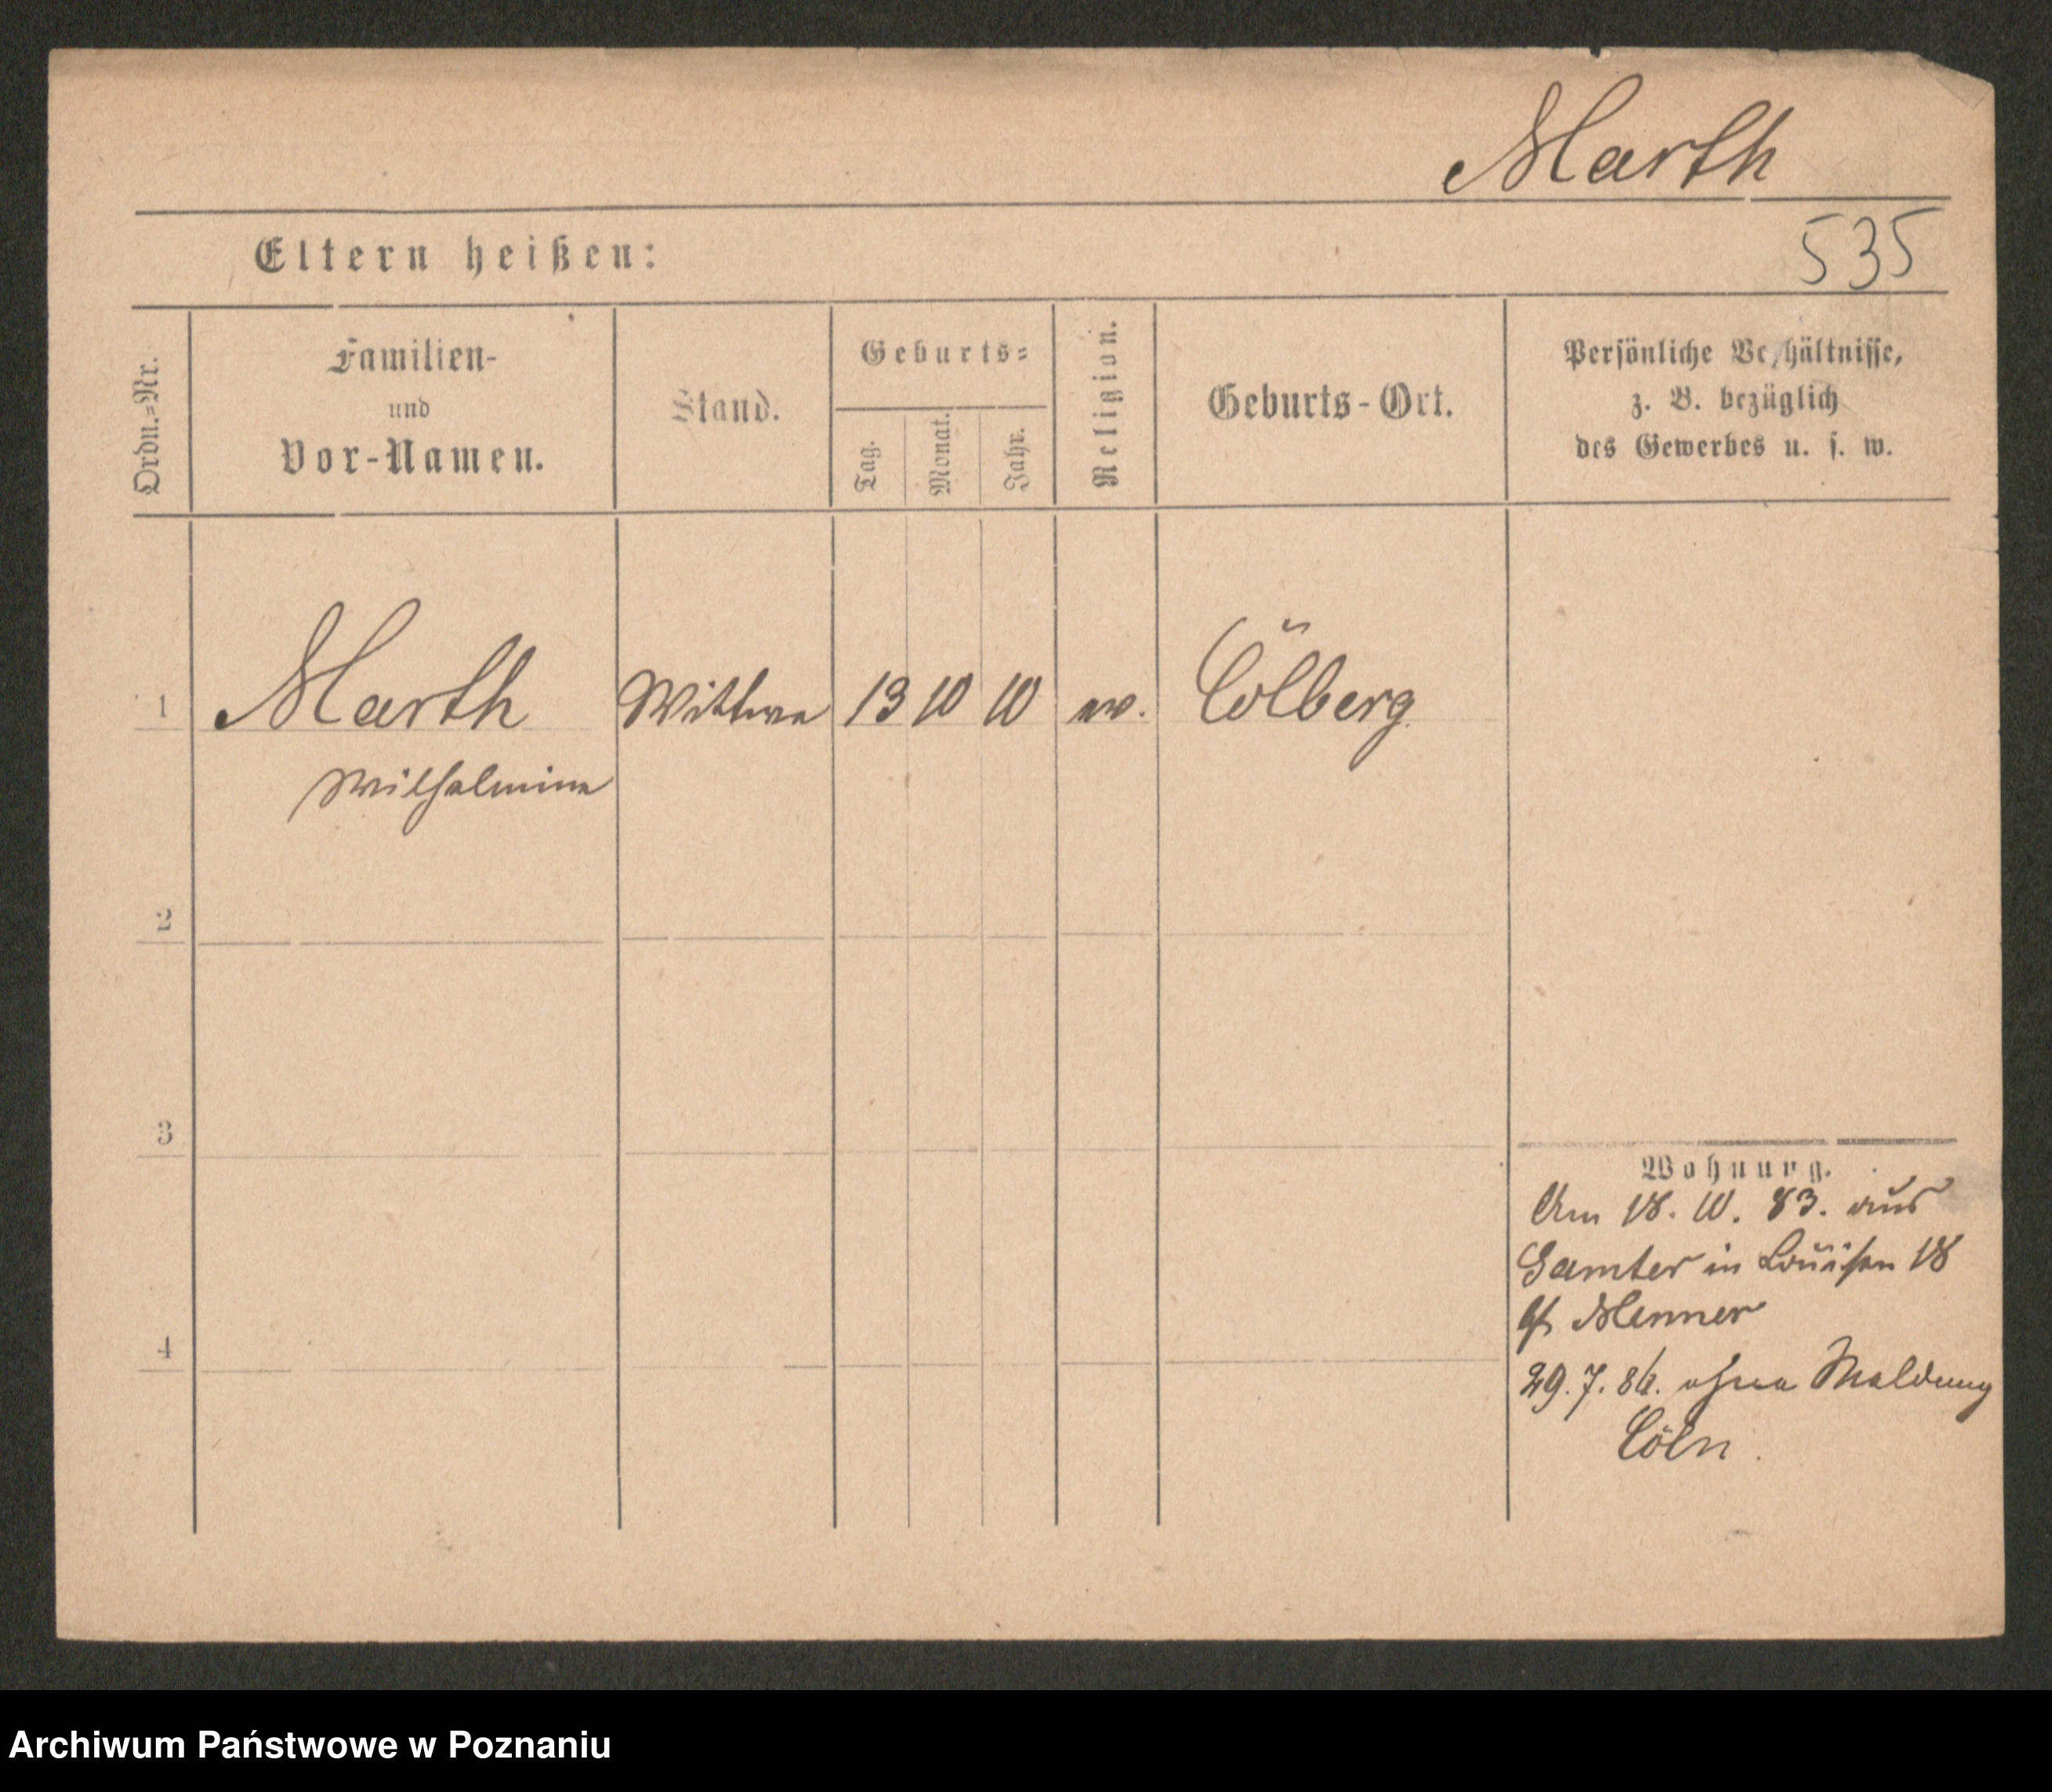 Marth
535
Eltern heißen:
Ordn.=Nr.
Familien-
und
Vor-Namen.
Stand.
Geburts=
Tag.
Monat.
Jahr.
Religion.
Geburts-Ort.
Persönliche Verhältnisse,
z. B. bezüglich
des Gewerbes u. s. w.
1
Marth Wittwe 13 10 10 ev. Cölberg
Wilhelmine
2
3
4
Wohnung.
Am 18. 10. 83. aus
Samter in Louisen 18
29.7.86. ohne Meldung
Cöln.
Archiwum Państwowe w Poznaniu